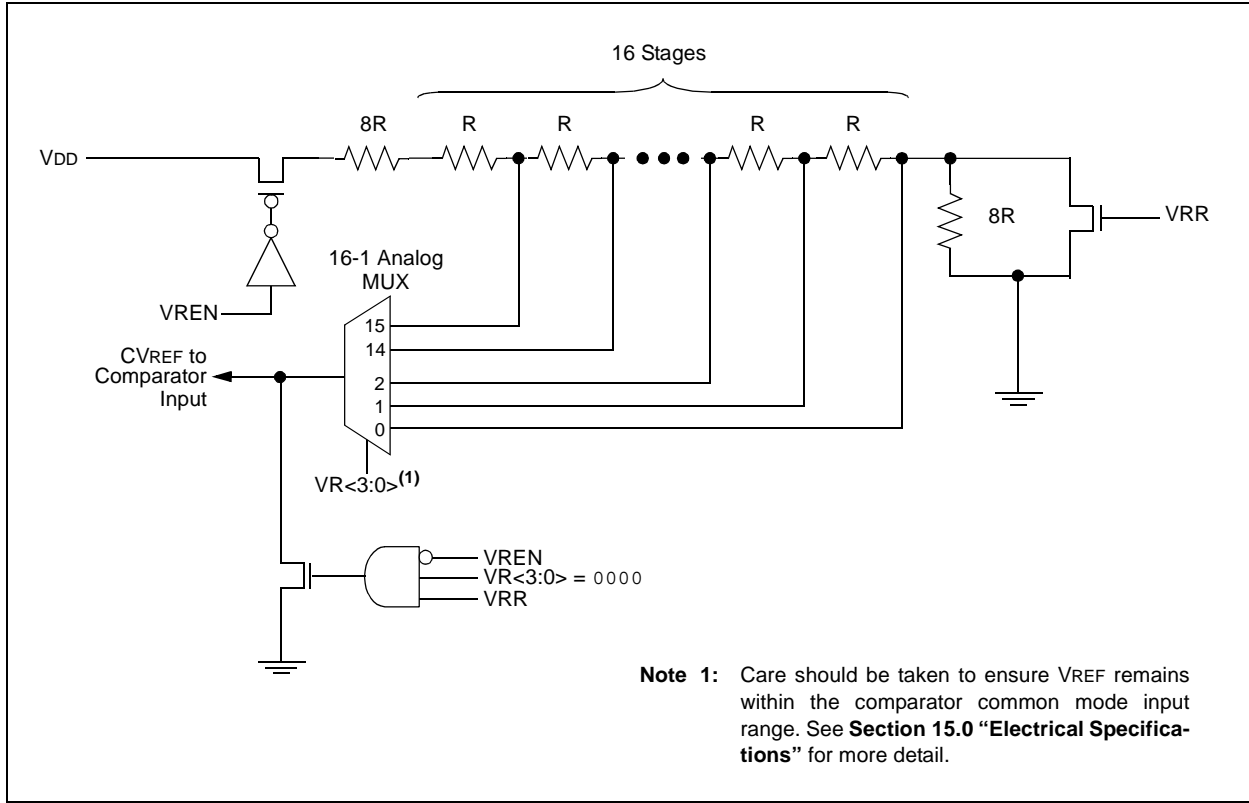 16 Stages
8R R R R R
VDD
8R
VRR
16-1 Analog
MUX
VREN
15
14
2
1
0
CVREF to
Comparator
Input
VR<3:0>(1)
VREN
VR<3:0> = 0000
VRR
Note 1: Care should be taken to ensure VREF remains
within the comparator common mode input
range. See Section 15.0 “Electrical Specifica-
tions” for more detail.